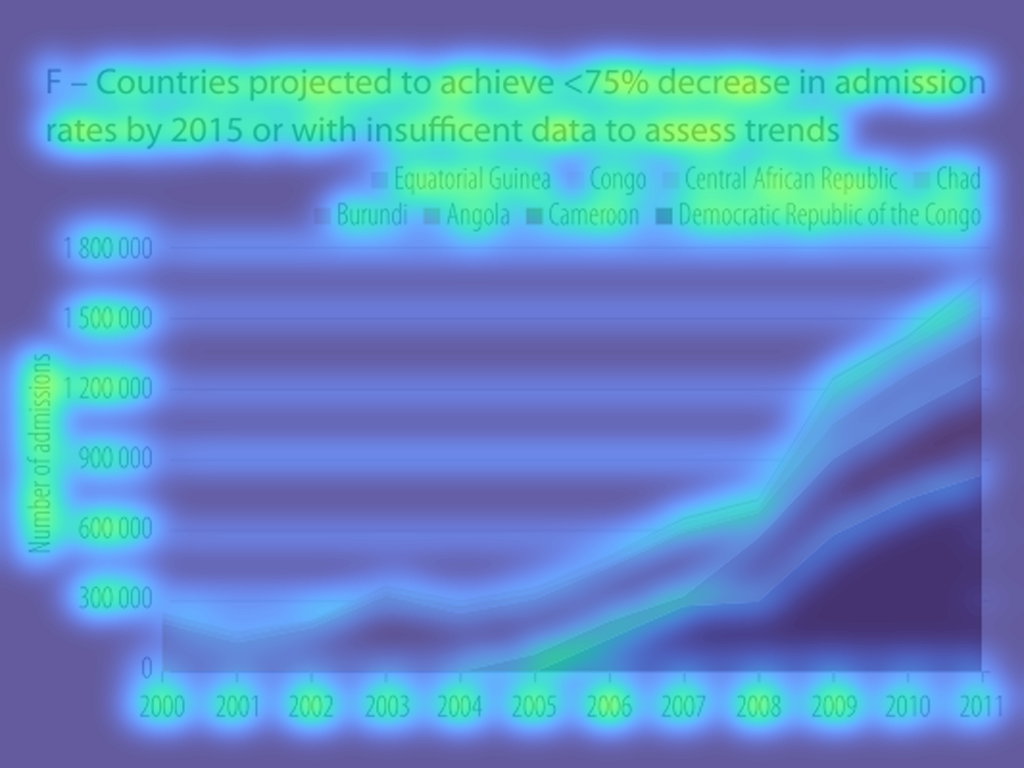 F – Countries projected to achieve <75% decrease in admission
rates by 2015 or with insufficent data to assess trends
Equatorial Guinea Congo Central African Republic Chad
Burundi Angola Cameroon Democratic Republic of the Congo
1 800 000
1 500 000
1 200 000
900 000
600 000
300 000
0
Number of admissions
2000 2001 2002 2003 2004 2005 2006 2007 2008 2009 2010 2011